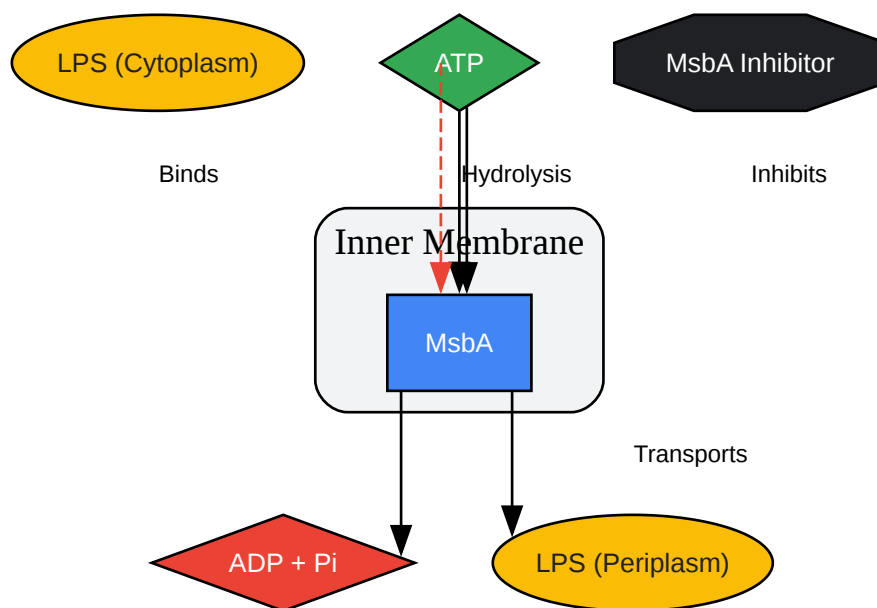 LPS (Cytoplasm)
ATP
MsbA Inhibitor
Binds
Hydrolysis
Inhibits
Inner Membrane
MsbA
Transports
ADP + Pi
LPS (Periplasm)